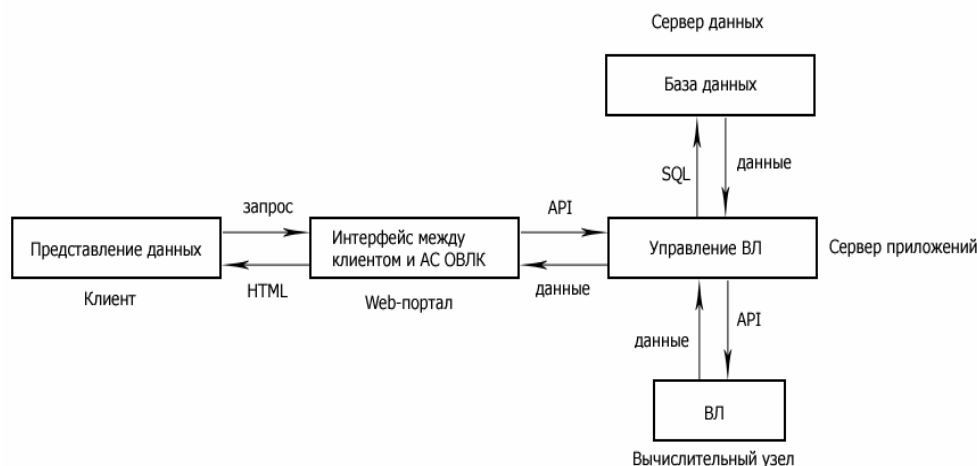 Сервер данных
База данных
SQL
данные
запрос
API
Представление данных
Интерфейс между
клиентом и АС ОВЛК
Управление ВЛ
Сервер приложений
HTML
данные
Клиент
Web-портал
данные
API
ВЛ
Вычислительный узел